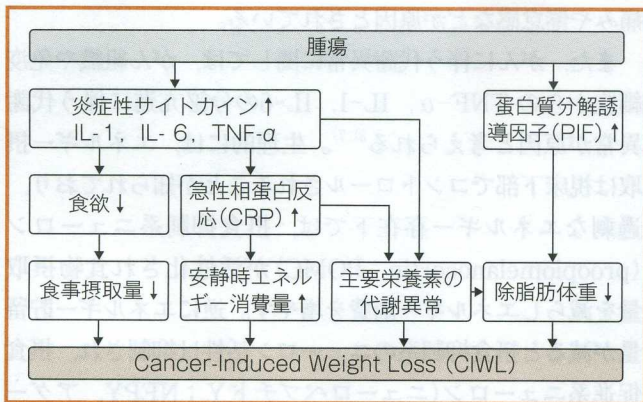 腫瘍
炎症性サイトカイン↑
IL-1，IL-6，TNF-α
蛋白質分解誘
導因子(PIF)↑
食欲↓
急性相蛋白反
応(CRP)↑
食事摂取量↓
安静時エネル
ギー消費量↑
主要栄養素の
代謝異常
除脂肪体重↓
Cancer-Induced Weight Loss (CIWL)